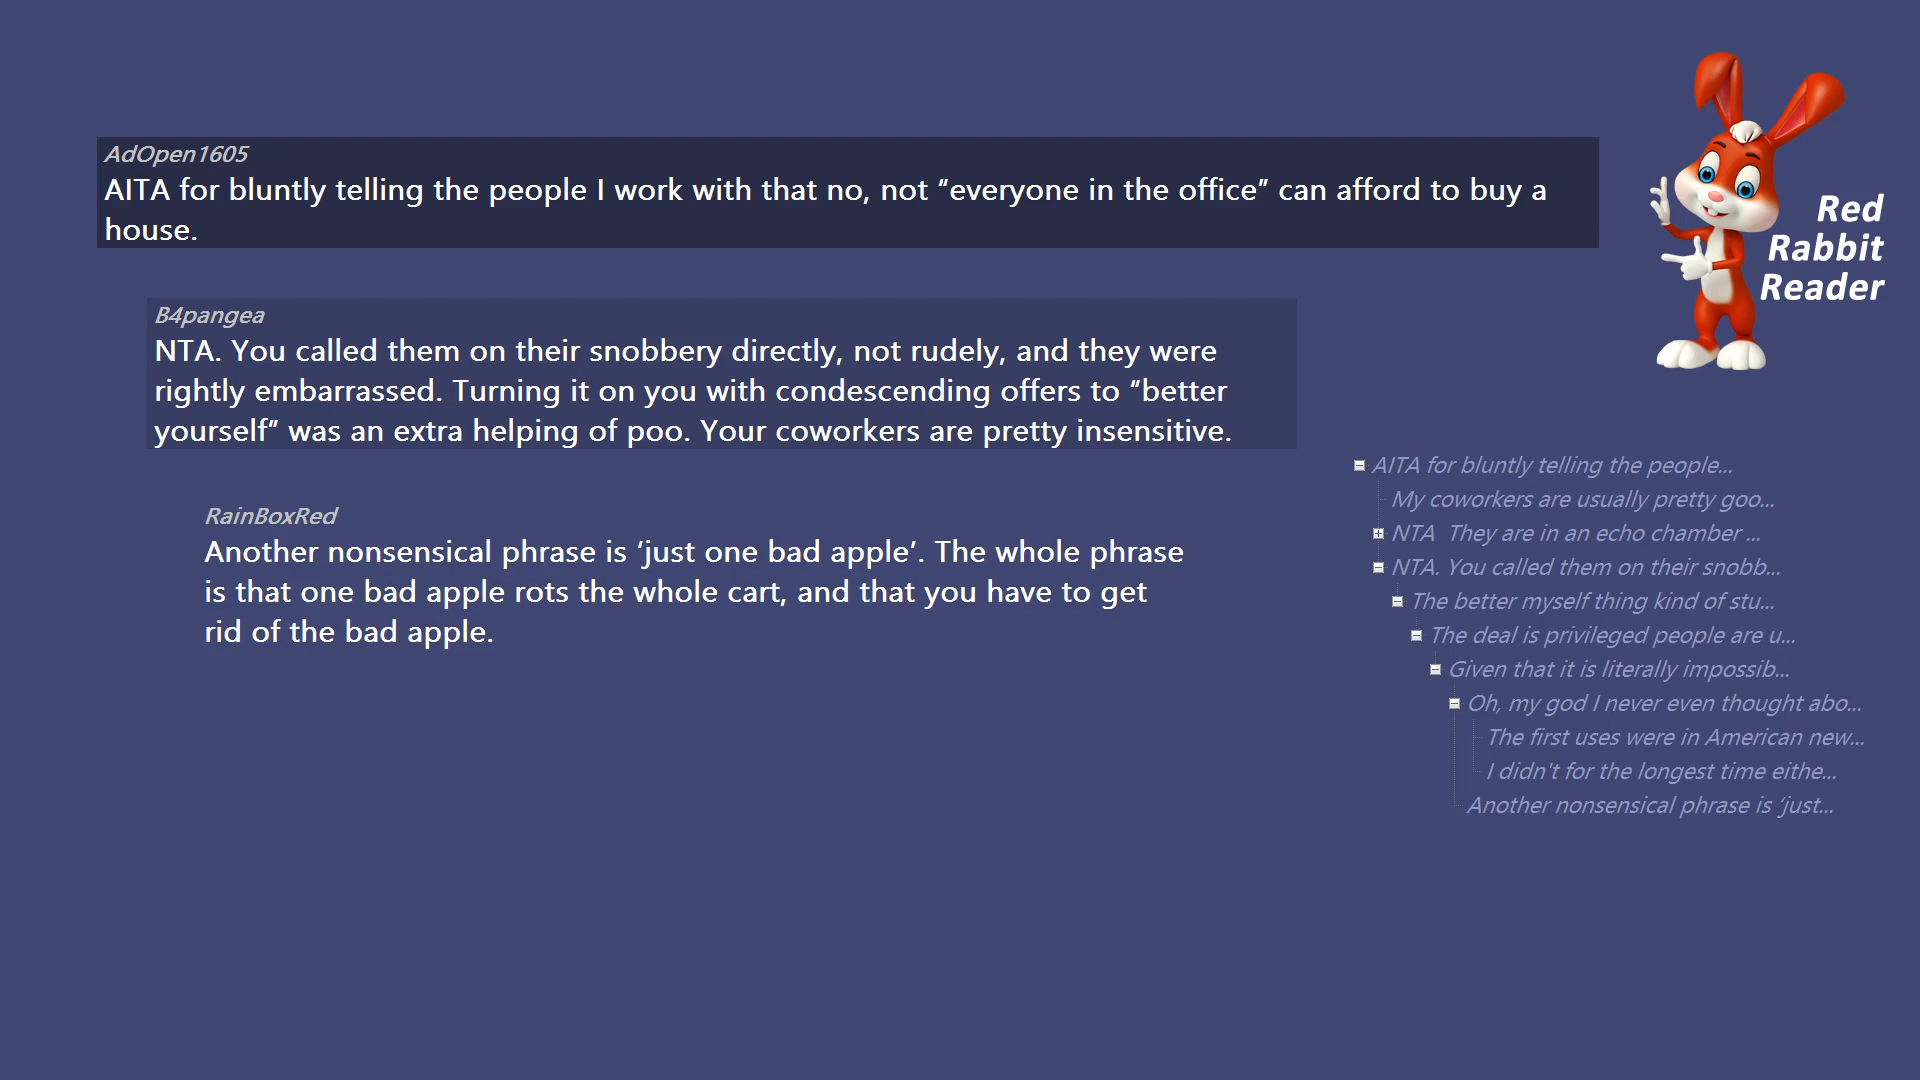 AdOpen1605
AITA for bluntly telling the people I work with that no, not “everyone in the office” can afford to buy a
house.
B4pangea
NTA. You called them on their snobbery directly, not rudely, and they were
rightly embarrassed. Turning it on you with condescending offers to “better
yourself” was an extra helping of poo. Your coworkers are pretty insensitive.
RainBoxRed
Another nonsensical phrase is ‘just one bad apple’. The whole phrase
is that one bad apple rots the whole cart, and that you have to get
rid of the bad apple.
Red
Rabbit
Reader
AITA for bluntly telling the people...
My coworkers are usually pretty goo...
NTA  They are in an echo chamber ...
NTA. You called them on their snobb...
The better myself thing kind of stu...
The deal is privileged people are u...
Given that it is literally impossib...
Oh, my god I never even thought abo...
The first uses were in American new...
I didn't for the longest time eithe...
Another nonsensical phrase is ‘just...